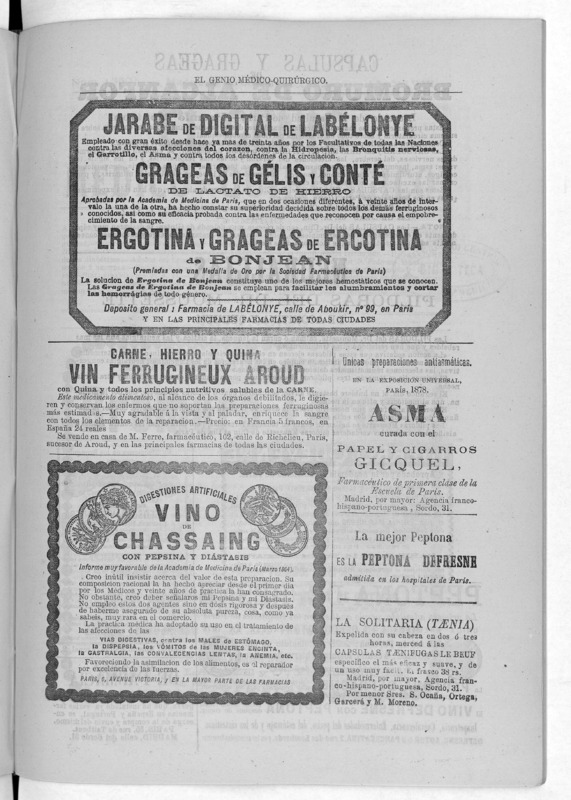 EL GENIO MÉDICO-QUIRÚRGICO.
JARABE DE DIGITAL DE LABÉLONYE
Empleado con gran éxito desde hace ya mas de treinta años por los Facultativos de todas las Naciones
contra las diversas afecciones del corazon, contra la Hidropesia, las Bronquitis nerviosas,
el Garrotillo, el Asma y contra todos los desórdenes de la circulacion.
GRAGEAS DE GÉLIS Y CONTÉ
DE LACTATO DE HIERRO
Aprobadas por la Academia de Medicina de Paris, que en dos ocasiones diferentes, à veinte años de inter-
valo la una de la otra, ha hecho constar su superioridad decidida sobre todos los demás ferruginosos
conocidos, así como su eficacia probada contra las enfermedades que reconocen por causa el empobre-
cimiento de la sangre.
ERGOTINA Y GRAGEAS DE ERGOTINA
de BONJEAN
(Premiadas con una Medalla de Oro por la Sociedad Farmacéutica de Paris)
La solucion de Ergotina de Bonjean constituye uno de los mejores hemostaticos que se conocen.
Las Grageas de Ergotina de Bonjean se emplean para facilitar los alumbramientos y cortar
las hemorrágias de todo género.
Deposito general : Farmacia de LABÉLONYE, calle de Aboukir, nº 99, en Paris
Y EN LAS PRINCIPALES FARMACIAS DE TODAS CIUDADES
CARNE, HIERRO Y QUINA
VIN FERRUGINEUX AROUD
con Quina y todos los principios nutritivos solubles de la CARNE.
Este medicamento alimenticio, al alcance de los órganos debilitados, le digie-
ren y conservan los enfermos que no soportan las preparaciones ferruginosas
más estimad s.—Muy agradable á la vista y al paladar, enriquece la sangre
con todos los elementos de la reparacion.—Precio: en Francia 5 francos, en
España 24 reales
Se vende en casa de M. Ferre, farmacéutico, 102, calle de Richelieu, Paris,
sucesor de Aroud, y en las principales farmacias de todas las ciudades.
DIGESTIONES ARTIFICIALES
VINO
DE
CHASSAING
CON PEPSINA Y DIÁSTASIS
Informe muy favorable de la Academia de Medicina de París (Marzo 1864).
Creó inútil insistir acerca del valor de esta preparacion. Su
composicion racional la há hecho apreciar desde el primer dia
por los Médicos y veinte años de práctica la han consagrado.
No obstante, creó deber señalaros mi Pepsina y mi Diástasis.
No empleo estos dos agentes sino en dósis rigorosa y después
de haberme asegurado de su absoluta pureza, cosa, como ya
sabeis, muy rara en el comercio.
La practica médica ha adoptado su uso en el tratamiento de
las afecciones de las
VIAS DIGESTIVAS, contra los MALES de ESTÓMAGO,
la DISPEPSIA, los VÓMITOS de las MUJERES ENCINTA,
la GASTRALGIA, las CONVALECENCIAS LENTAS, la ANEMIA, etc.
Favoreciendo la asimilacion de los alimentos, es al reparador
por excelencia de las fuerzas.
PARIS, 6, AVENUE VICTORIA, y EN LA MAYOR PARTE DE LAS FARMACIAS
Unicas preparaciones antiasmáticas.
EN LA EXPOSICION UNIVERSAL,
PARIS, 1878.
ASMA
curada con el
PAPEL Y CIGARROS
GICQUEL,
Farmacéutico de primera clase de la
Escuela de Paris.
Madrid, por mayor: Agencia franco-
hispano-portuguesa, Sordo, 31.
La mejor Peptona
ES LA PEPTONA DEFRESNE
admitida en los hospitales de Paris.
LA SOLITARIA (TÆNIA)
Expelida con su cabeza en dos ó tres
horas, merced á las
CAPSULAS TÆNIFUGAS LE BEUF
específico el más eficaz y suave, y de
un uso muy facil. frasco 38 rs.
Madrid, por mayor, Agencia fran-
co-hispano-portuguesa, Sordo, 31.
Por menor Sres. S. Ocaña, Ortega,
Garcerá y M. Moreno.